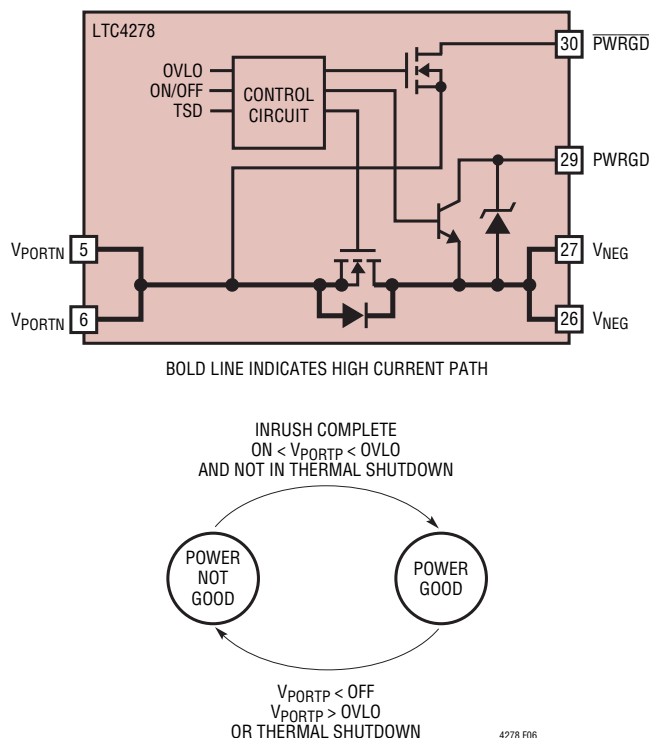 LTC4278
30 PWRGD
OVLO
ON/OFF
TSD
CONTROL
CIRCUIT
29 PWRGD
VPORTN 5
27 VNEG
VPORTN 6
26 VNEG
BOLD LINE INDICATES HIGH CURRENT PATH
INRUSH COMPLETE
ON < VPORTP < OVLO
AND NOT IN THERMAL SHUTDOWN
POWER
NOT
GOOD
POWER
GOOD
VPORTP < OFF
VPORTP > OVLO
OR THERMAL SHUTDOWN
4278 F06